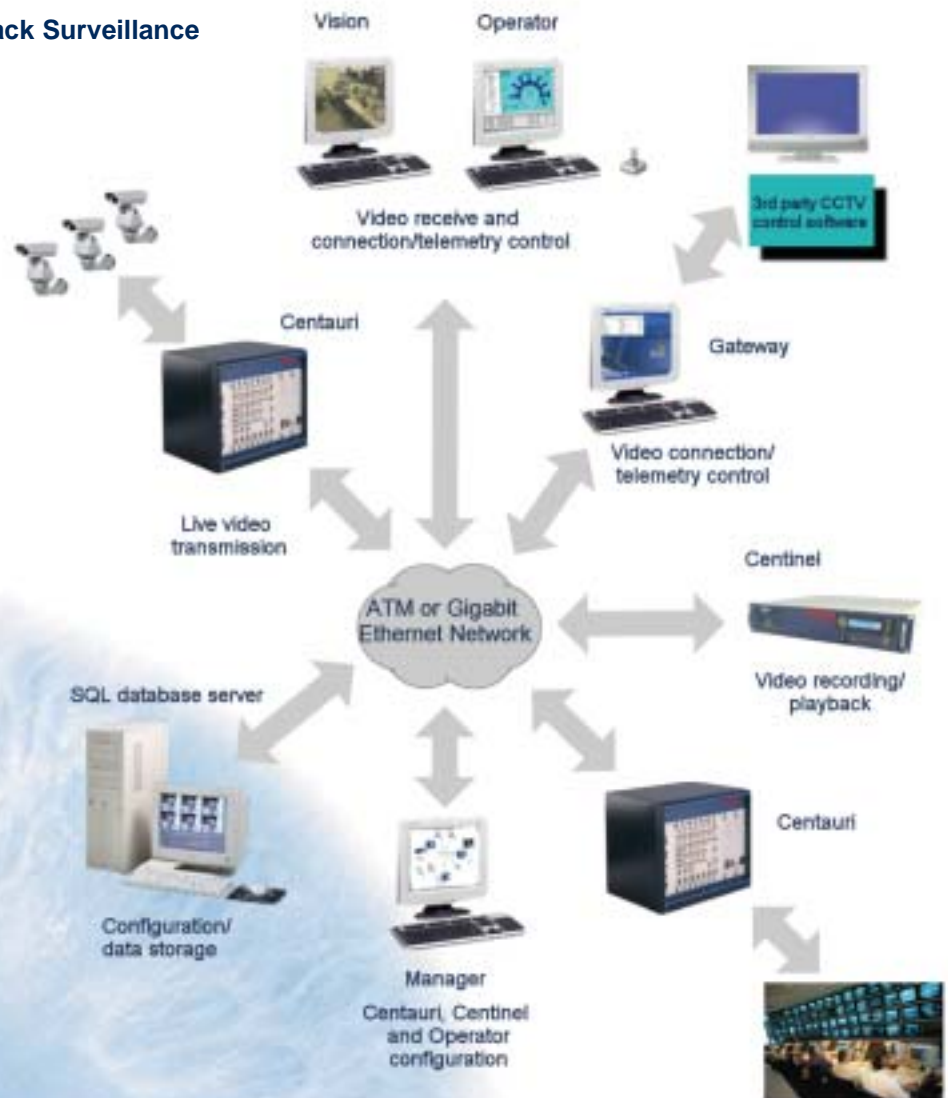 ack Surveillance
Vision
Operator
3rd party CCTV
control software
Video receive and
connection/telemetry control
Centauri
Gateway
Video connection/
telemetry control
Live video
transmission
Centinel
ATM or Gigabit
Ethernet Network
Video recording/
playback
SQL database server
Centauri
Configuration/
data storage
Manager
Centauri, Centinel
and Operator
configuration